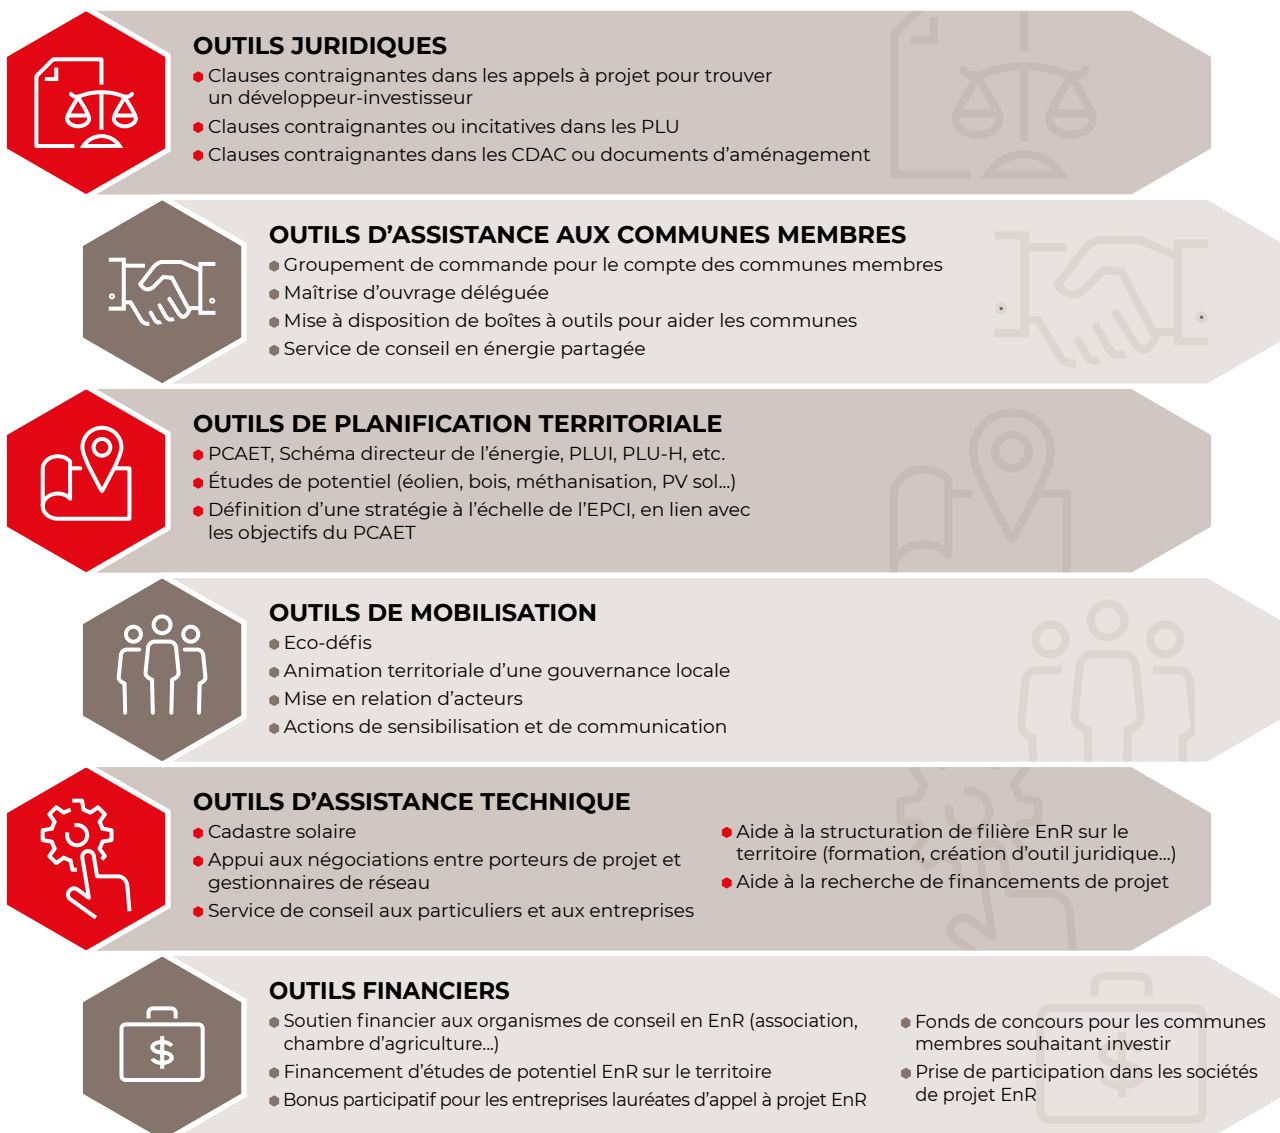 OUTILS JURIDIQUES
Clauses contraignantes dans les appels à projet pour trouver
un développeur-investisseur
Clauses contraignantes ou incitatives dans les PLU
Clauses contraignantes dans les CDAC ou documents d'aménagement
OUTILS D'ASSISTANCE AUX COMMUNES MEMBRES
Groupement de commande pour le compte des communes membres
Maîtrise d'ouvrage déléguée
Mise à disposition de boîtes à outils pour aider les communes
Service de conseil en énergie partagée
OUTILS DE PLANIFICATION TERRITORIALE
PCAET, Schéma directeur de l'énergie, PLUI, PLU-H, etc.
Études de potentiel (éolien, bois, méthanisation, PV sol...)
Définition d'une stratégie à l'échelle de l'EPCI, en lien avec
les objectifs du PCAET
OUTILS DE MOBILISATION
Eco-défis
Animation territoriale d'une gouvernance locale
Mise en relation d'acteurs
Actions de sensibilisation et de communication
OUTILS D'ASSISTANCE TECHNIQUE
Cadastre solaire
Appui aux négociations entre porteurs de projet et
gestionnaires de réseau
Service de conseil aux particuliers et aux entreprises
Aide à la structuration de filière EnR sur le
territoire (formation, création d'outil juridique...)
Aide à la recherche de financements de projet
OUTILS FINANCIERS
Soutien financier aux organismes de conseil en EnR (association,
chambre d'agriculture...)
Financement d'études de potentiel EnR sur le territoire
Bonus participatif pour les entreprises lauréates d'appel à projet EnR
Fonds de concours pour les communes
membres souhaitant investir
Prise de participation dans les sociétés
de projet EnR